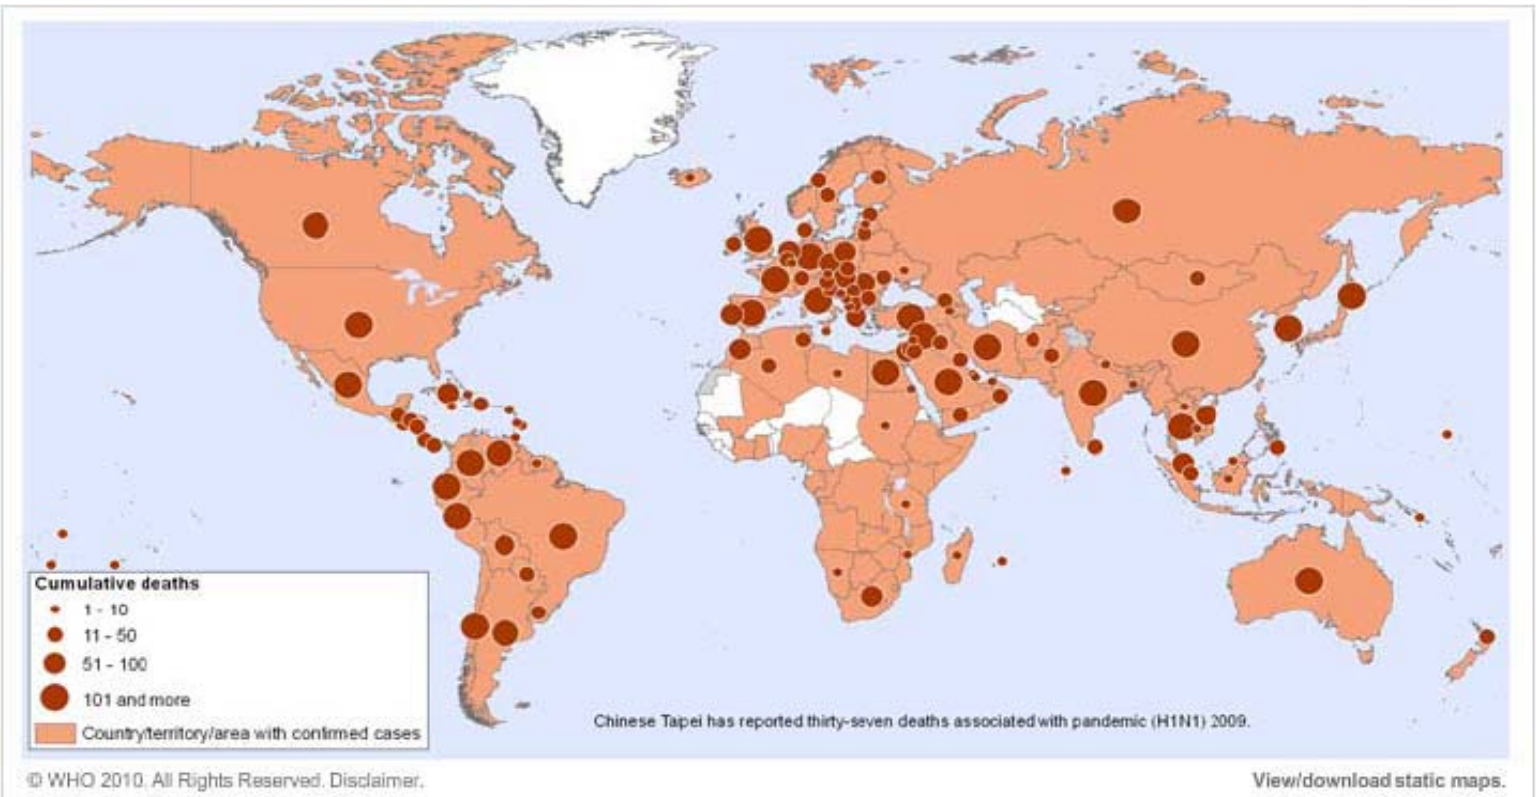 Cumulative deaths
1 - 10
11 - 50
51 - 100
101 and more
Country/territory/area with confirmed cases
Chinese Taipei has reported thirty-seven deaths associated with pandemic (H1N1) 2009.
© WHO 2010. All Rights Reserved. Disclaimer.
View/download static maps.